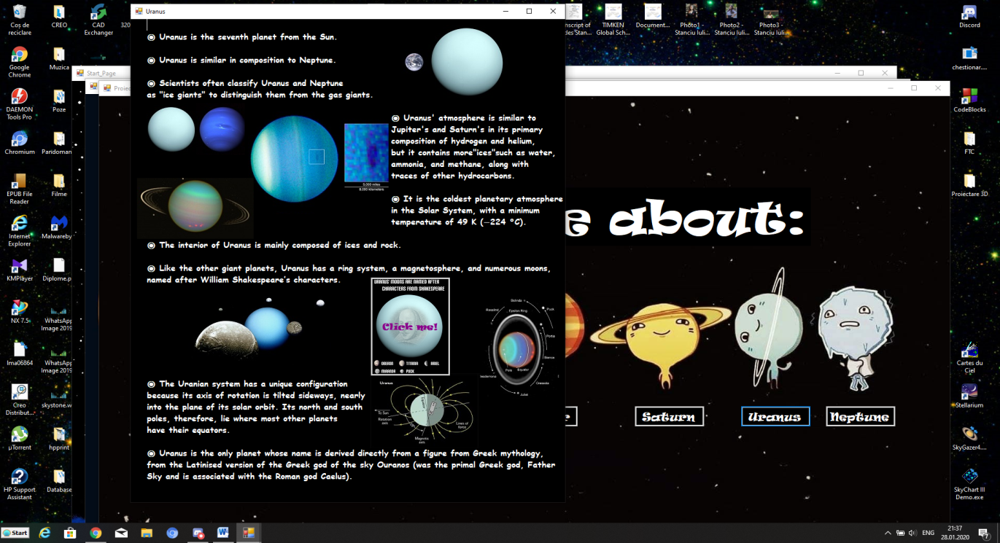 Coș de
reciclare
CREO
CAD
Exchanger
320
Google
Chrome
Muzica
DAEMON
Tools Pro
Poze
Chromium
Pandoman
EPUB File
Reader
Filme
Internet
Explorer
Malwareby
KMPlayer
Diplome.p
NX 7.5
WhatsApp
Image 2019
Ima06864
WhatsApp
Image 2019
Creo
Distribut...
skystone.w
µTorrent
hpprint
HP Support
Assistant
Database
Start_Page
Proiec
Uranus
◉ Uranus is the seventh planet from the Sun.
◉ Uranus is similar in composition to Neptune.
◉ Scientists often classify Uranus and Neptune
as "ice giants" to distinguish them from the gas giants.
◉ Uranus' atmosphere is similar to
Jupiter's and Saturn's in its primary
composition of hydrogen and helium,
but it contains more"ices"such as water,
ammonia, and methane, along with
traces of other hydrocarbons.
5,000 miles
8,000 kilometers
◉ It is the coldest planetary atmosphere
in the Solar System, with a minimum
temperature of 49 K (−224 °C).
◉ The interior of Uranus is mainly composed of ices and rock.
◉ Like the other giant planets, Uranus has a ring system, a magnetosphere, and numerous moons,
named after William Shakespeare's characters.
URANUS' MOONS ARE NAMED AFTER
CHARACTERS FROM SHAKESPEARE
Click me!
OBERON
TITANIA
ARIEL
MIRANDA
PUCK
Belinda
Rosalind
Epsilon Ring
Puck
Portia
Bianca
Pole
Equator
Desdemona
Cressida
Juliet
◉ The Uranian system has a unique configuration
because its axis of rotation is tilted sideways, nearly
into the plane of its solar orbit. Its north and south
poles, therefore, lie where most other planets
have their equators.
Uranus
Equator
To Sun
Rotation
axis
Lines of
force
Magnetic
axis
◉ Uranus is the only planet whose name is derived directly from a figure from Greek mythology,
from the Latinised version of the Greek god of the sky Ouranos (was the primal Greek god, Father
Sky and is associated with the Roman god Caelus).
nscript of
des Stan...
TIMKEN
Global Sch...
Document...
Photo1 -
Stanciu Iuli...
Photo2 -
Stanciu Iuli...
Photo3 -
Stanciu Iuli...
e about:
r
Saturn
Uranus
Neptune
Discord
chestionar....
CodeBlocks
FTC
Proiectare 3D
Cartes du
Ciel
Stellarium
SkyGazer4....
SkyChart III
Demo.exe
Start
ENG
21:37
28.01.2020
7